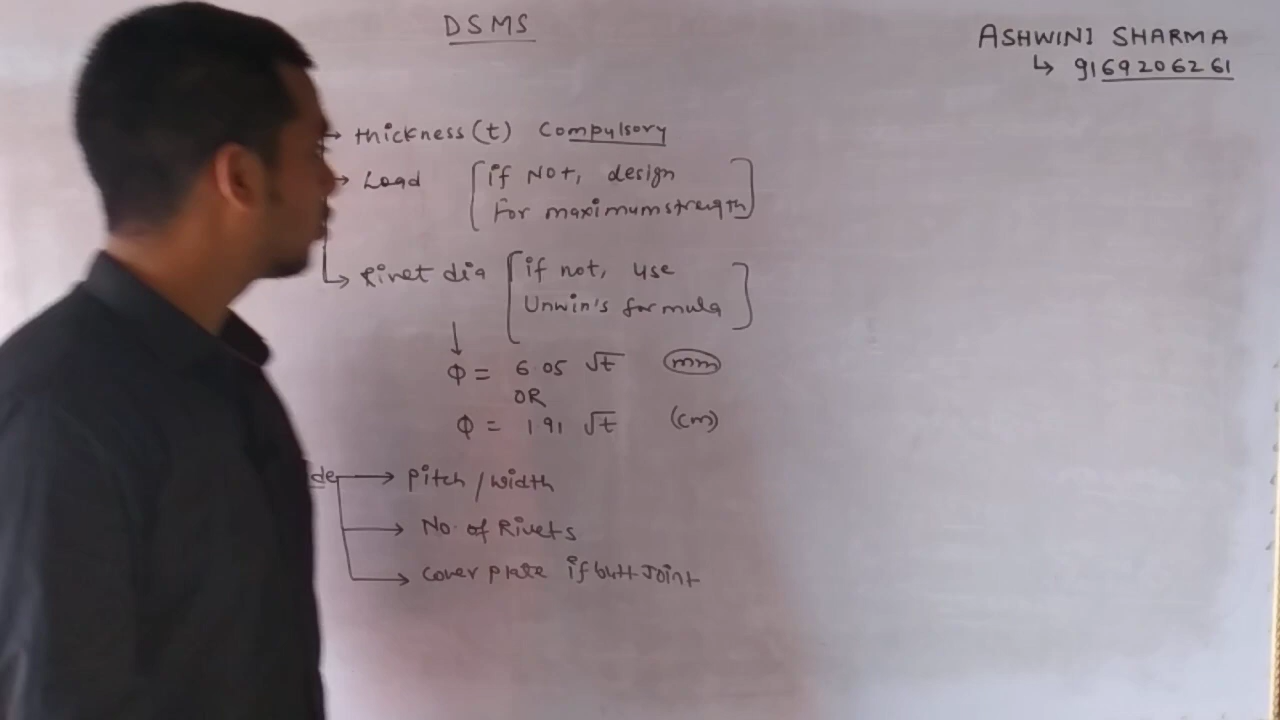 DSMS
ASHWINI SHARMA
↳ 9169206261
→ thickness (t) Compulsory
→ Load [if NOt, design
For maximum strength]
↳ Rivet dia [if not, use
Unwin's formula]
↓
Φ = 6.05 √t (mm)
OR
Φ = 1.91 √t (cm)
de → Pitch / width
→ No. of Rivets
→ Cover plate if butt Joint